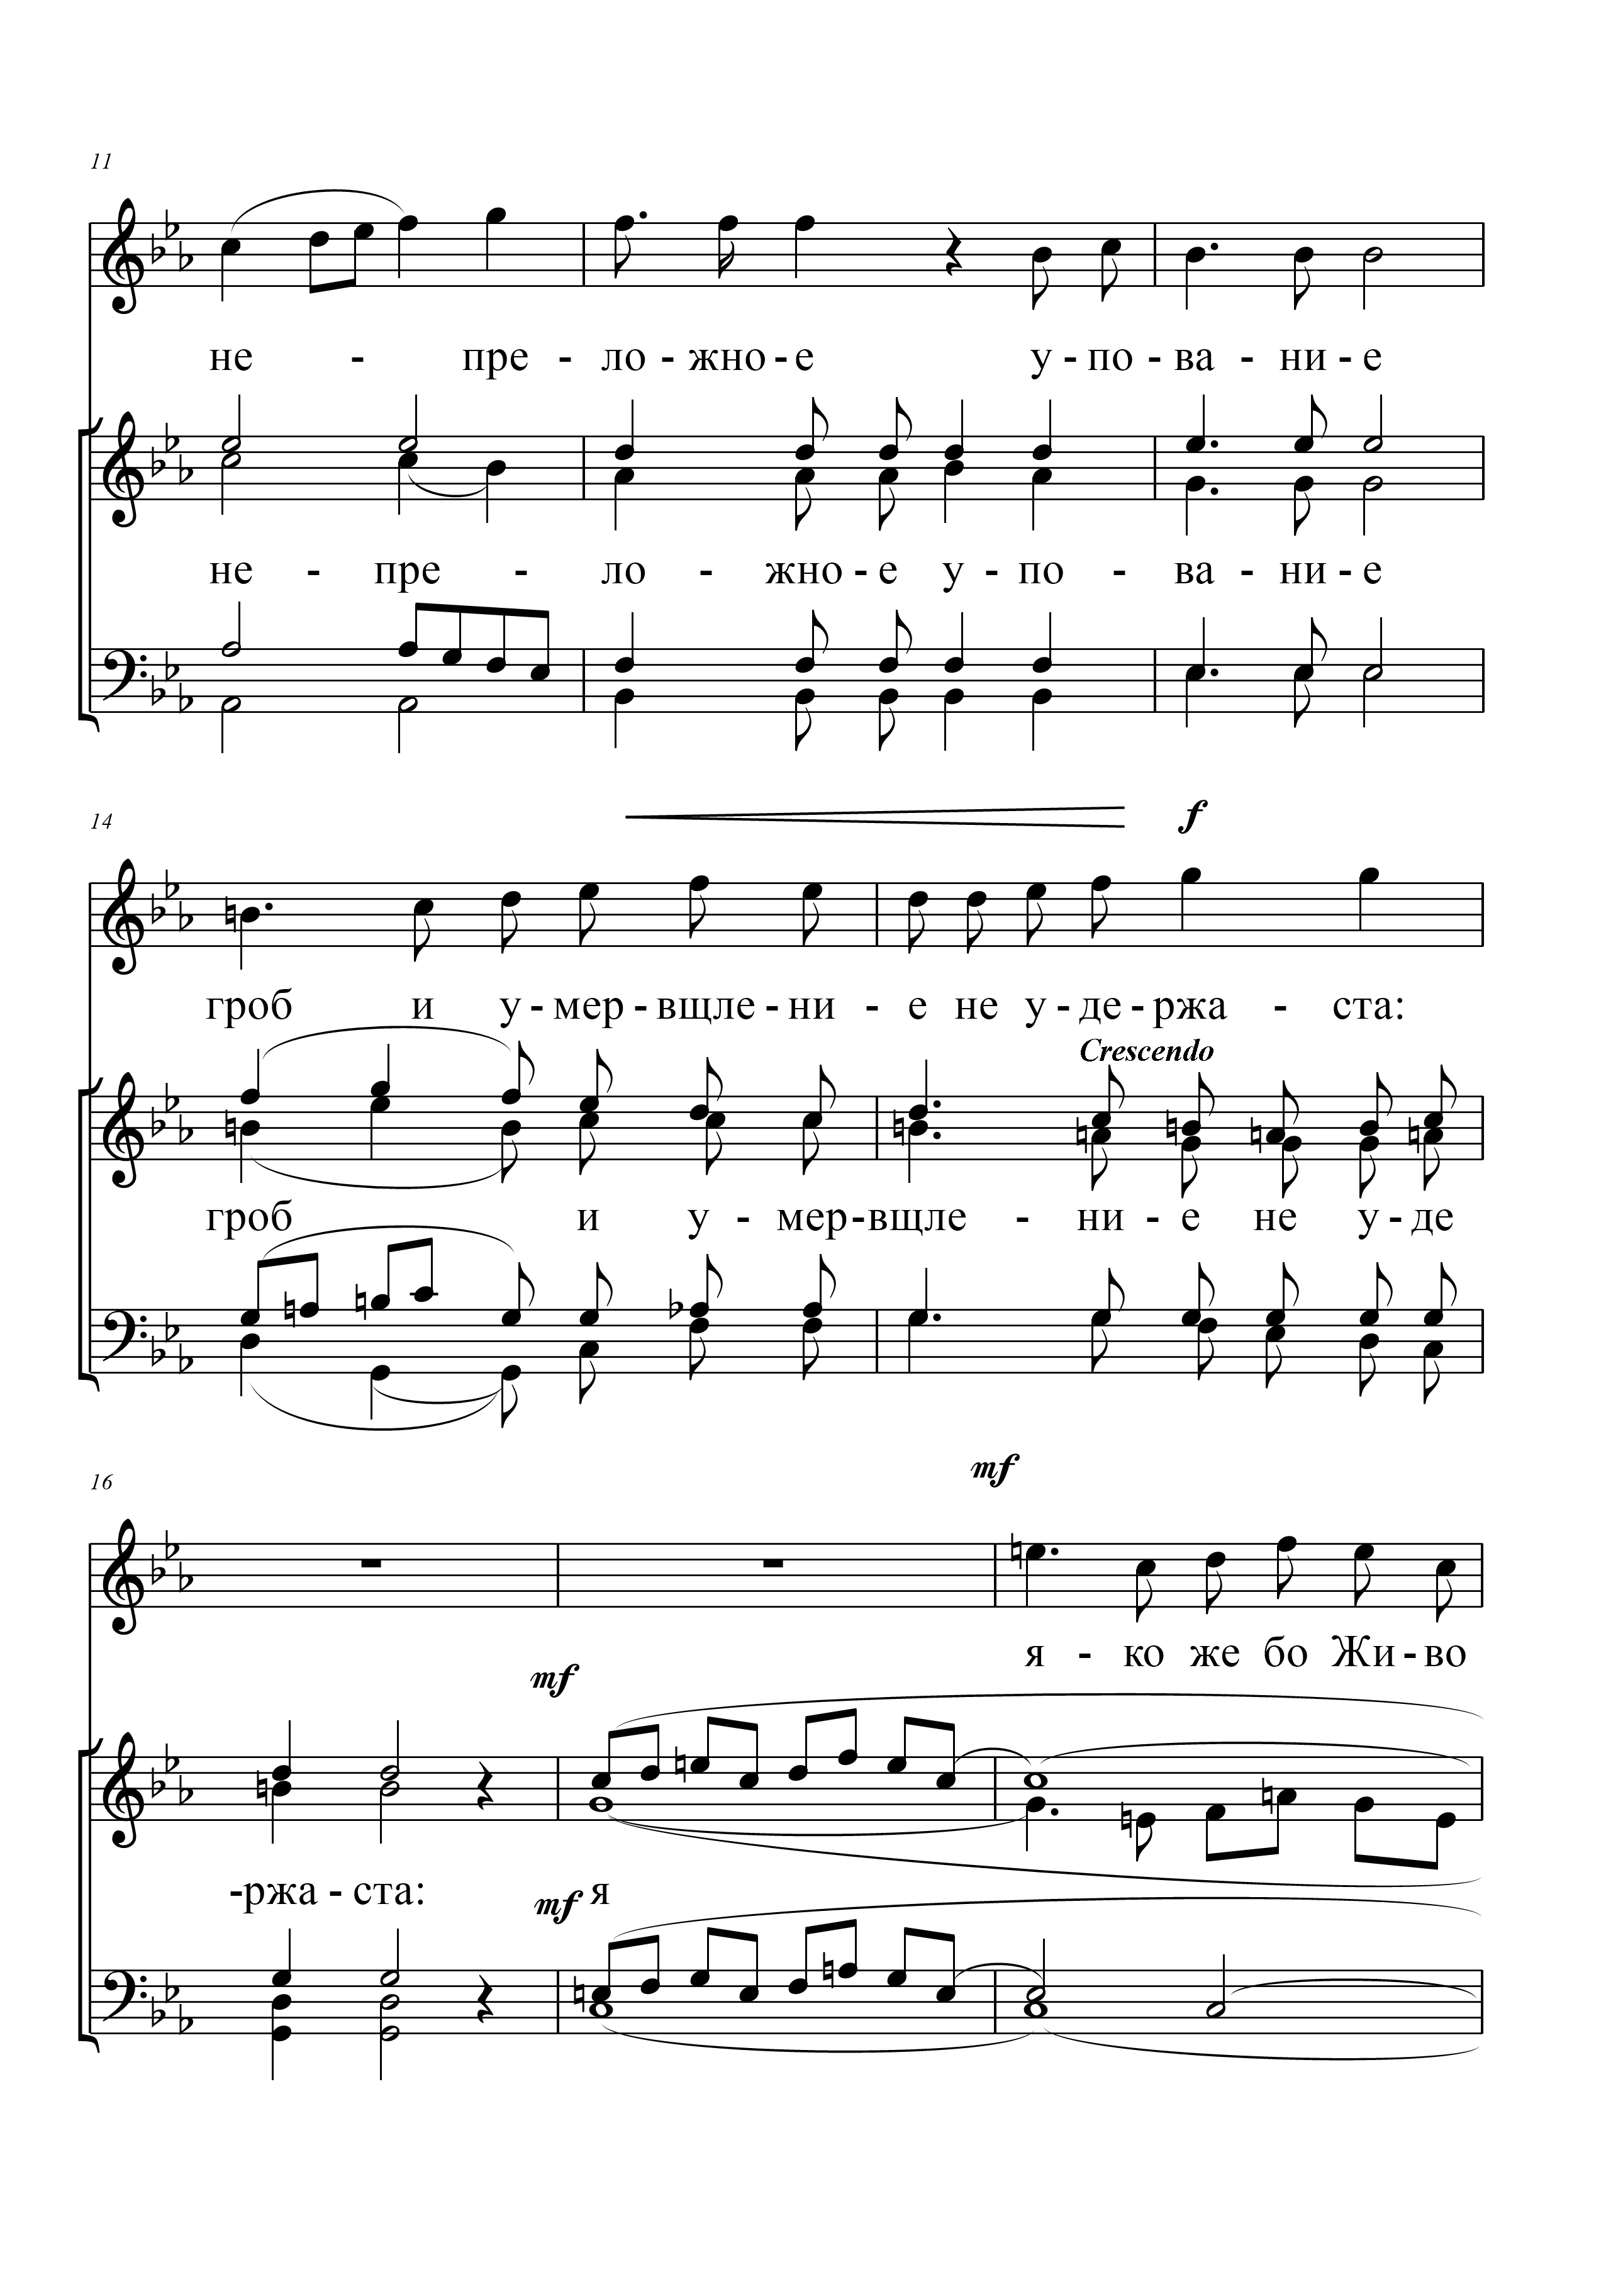 11
не - пре - ло - жно - е у - по - ва - ни - е
не - пре - ло - жно - е у - по - ва - ни - е
f
14
гроб и у - мер - вщле - ни - е не у - де - ржа - ста:
Crescendo
гроб и у - мер - вщле - ни - е не у - де
mf
16
я - ко же бо Жи - во
mf
-ржа - ста: mf я